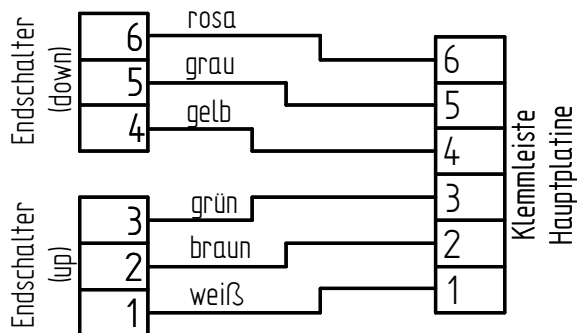 Endschalter
(down)
6
5
4
rosa
grau
gelb
Endschalter
(up)
3
2
1
grün
braun
weiß
6
5
4
3
2
1
Klemmleiste
Hauptplatine